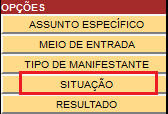 OPÇÕES
ASSUNTO ESPECÍFICO
MEIO DE ENTRADA
TIPO DE MANIFESTANTE
SITUAÇÃO
RESULTADO